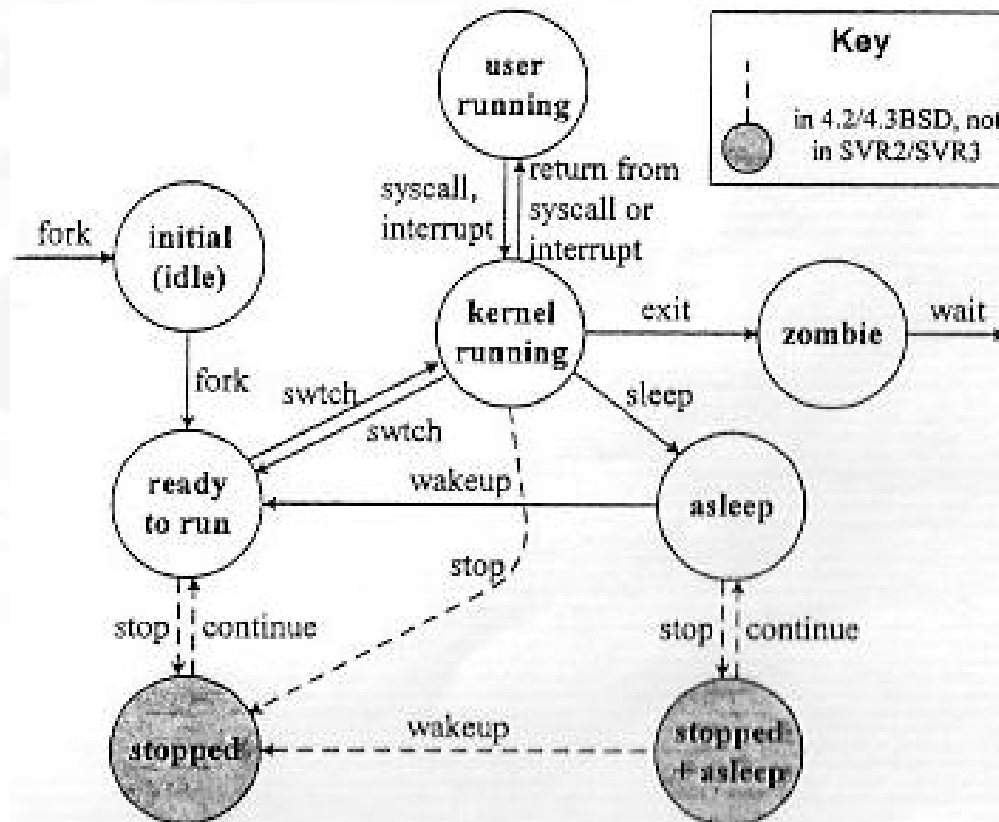 Key
in 4.2/4.3BSD, not
in SVR2/SVR3
user
running
syscall,
interrupt
return from
syscall or
interrupt
fork
initial
(idle)
kernel
running
exit
zombie
wait
fork
swtch
swtch
sleep
ready
to run
wakeup
asleep
stop
stop
continue
stop
continue
stopped
wakeup
stopped
+ asleep